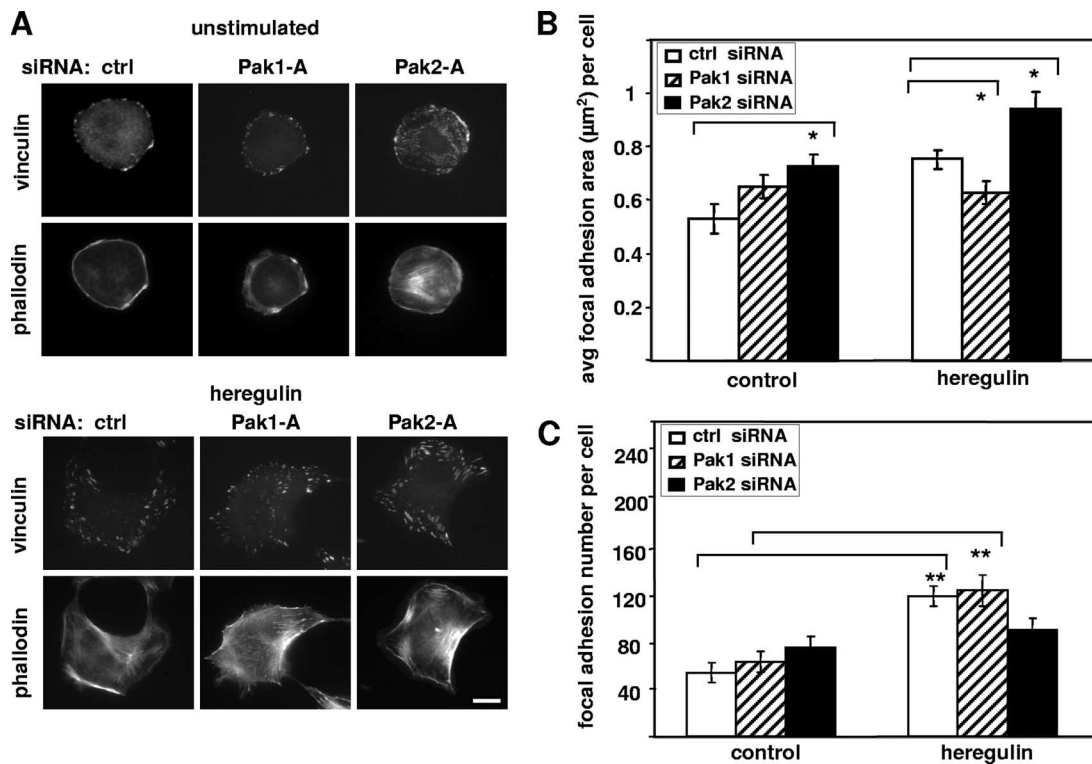 A
unstimulated
siRNA: ctrl Pak1-A Pak2-A
vinculin
phallodin
heregulin
siRNA: ctrl Pak1-A Pak2-A
vinculin
phallodin
B
avg focal adhesion area (µm²) per cell
ctrl siRNA
Pak1 siRNA
Pak2 siRNA
1
0.8
0.6
0.4
0.2
*
*
*
control heregulin
C
focal adhesion number per cell
ctrl siRNA
Pak1 siRNA
Pak2 siRNA
240
200
160
120
80
40
**
**
control heregulin